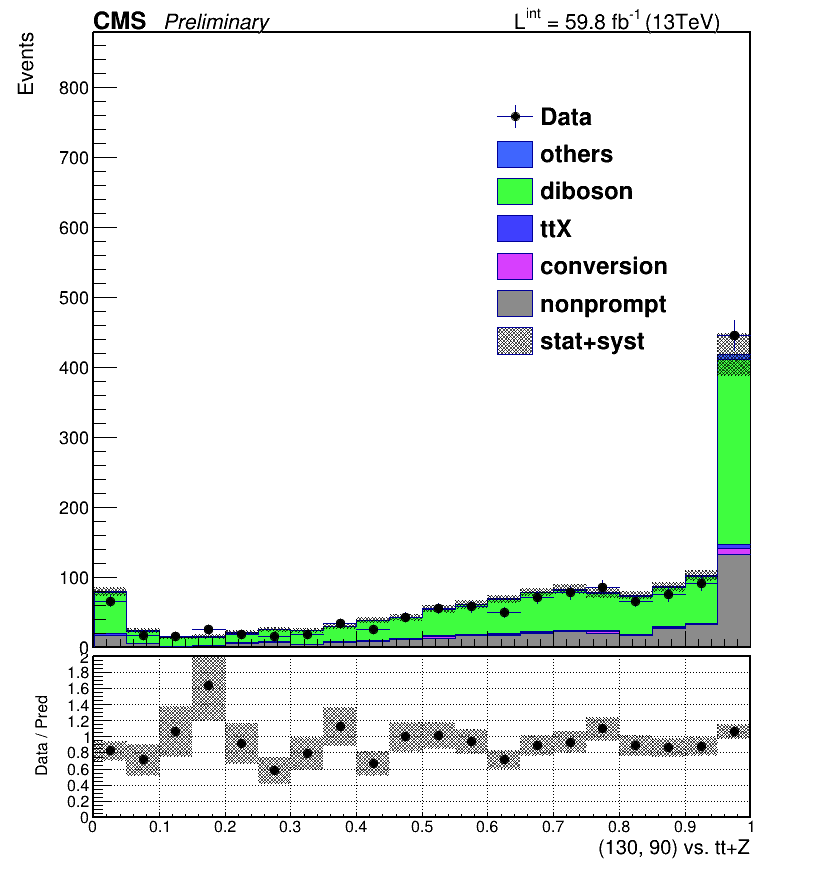 CMS Preliminary L^int = 59.8 fb^-1 (13TeV)
Events
800
700
600
500
400
300
200
100
0
Data
others
diboson
ttX
conversion
nonprompt
stat+syst
Data / Pred
2
1.8
1.6
1.4
1.2
1
0.8
0.6
0.4
0.2
0
0 0.1 0.2 0.3 0.4 0.5 0.6 0.7 0.8 0.9 1
(130, 90) vs. tt+Z